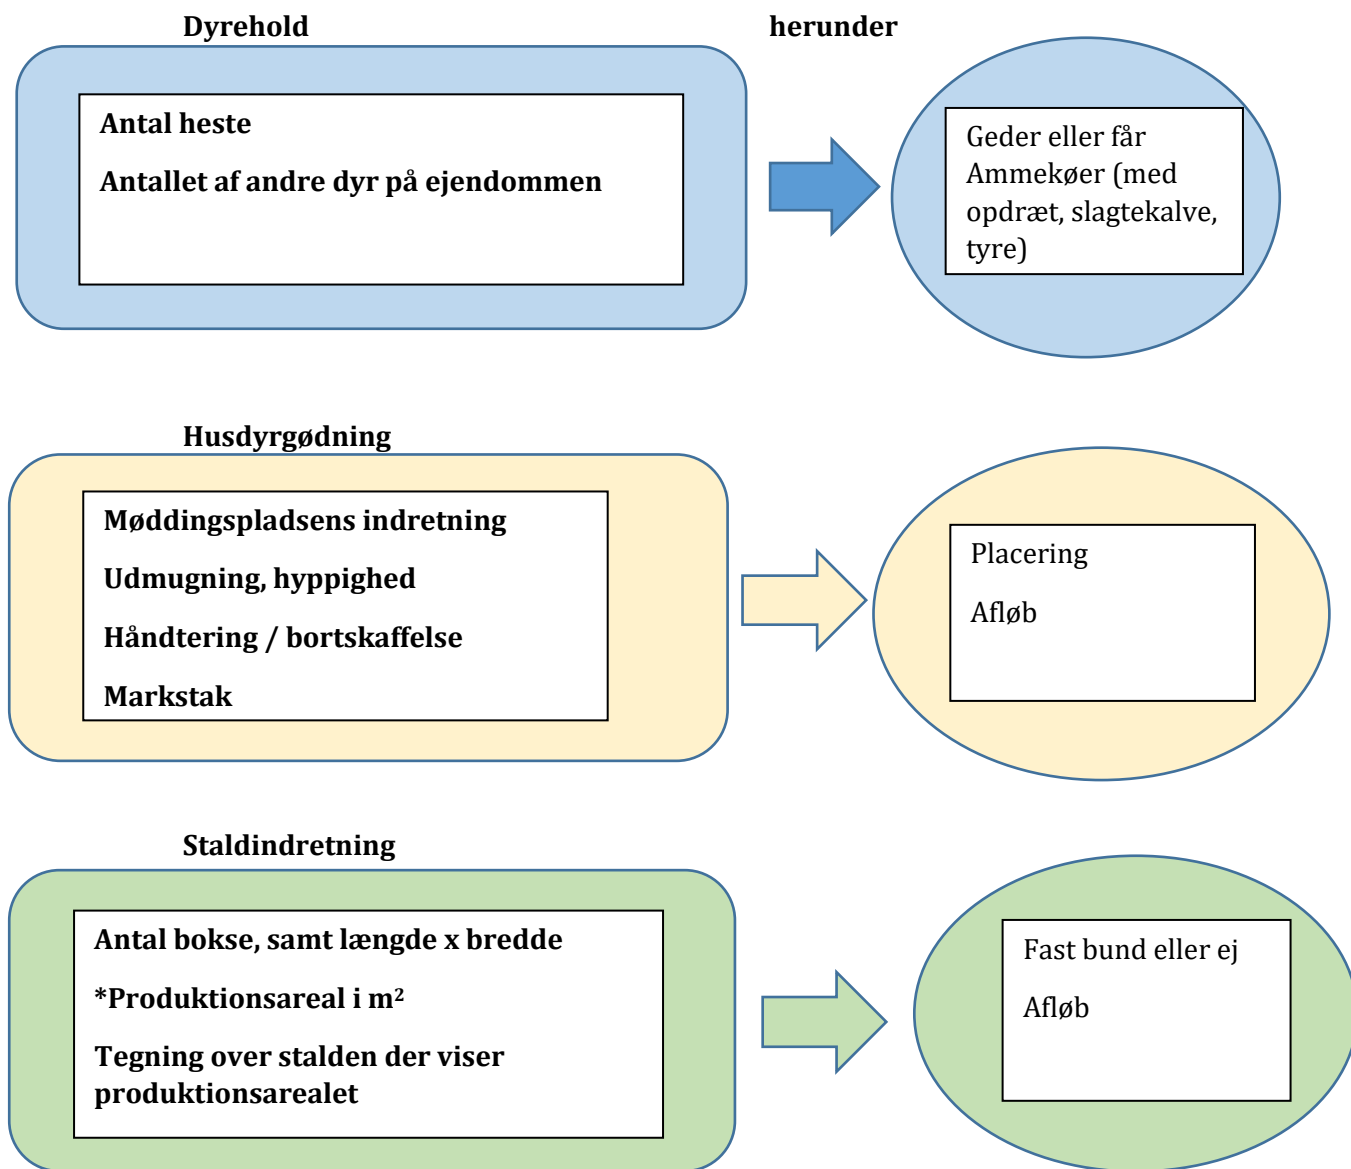 Dyrehold
herunder
Antal heste
Antallet af andre dyr på ejendommen
Geder eller får
Ammekøer (med
opdræt, slagtekalve,
tyre)
Husdyrgødning
Møddingspladsens indretning
Udmugning, hyppighed
Håndtering / bortskaffelse
Markstak
Placering
Afløb
Staldindretning
Antal bokse, samt længde x bredde
*Produktionsareal i m²
Tegning over stalden der viser
produktionsarealet
Fast bund eller ej
Afløb